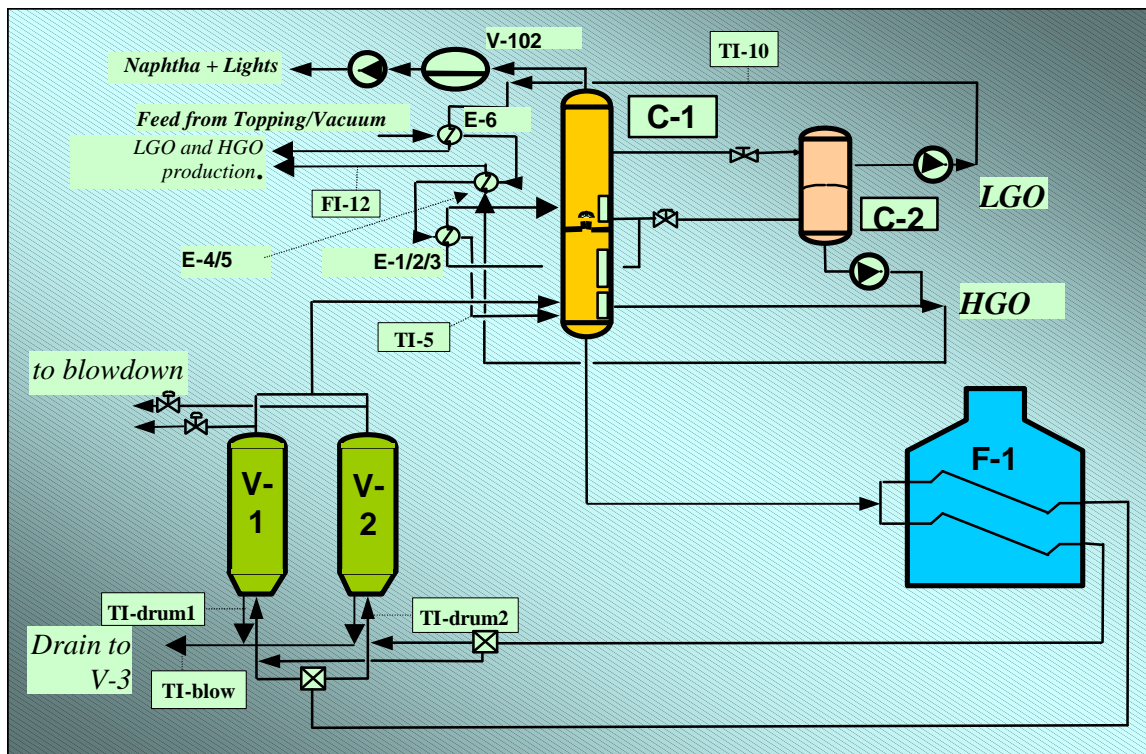 V-102
TI-10
Naphtha + Lights
C-1
Feed from Topping/Vacuum
E-6
LGO and HGO
production.
FI-12
LGO
C-2
E-4/5
E-1/2/3
HGO
TI-5
to blowdown
F-1
V-
1
V-
2
TI-drum1
TI-drum2
Drain to
V-3
TI-blow